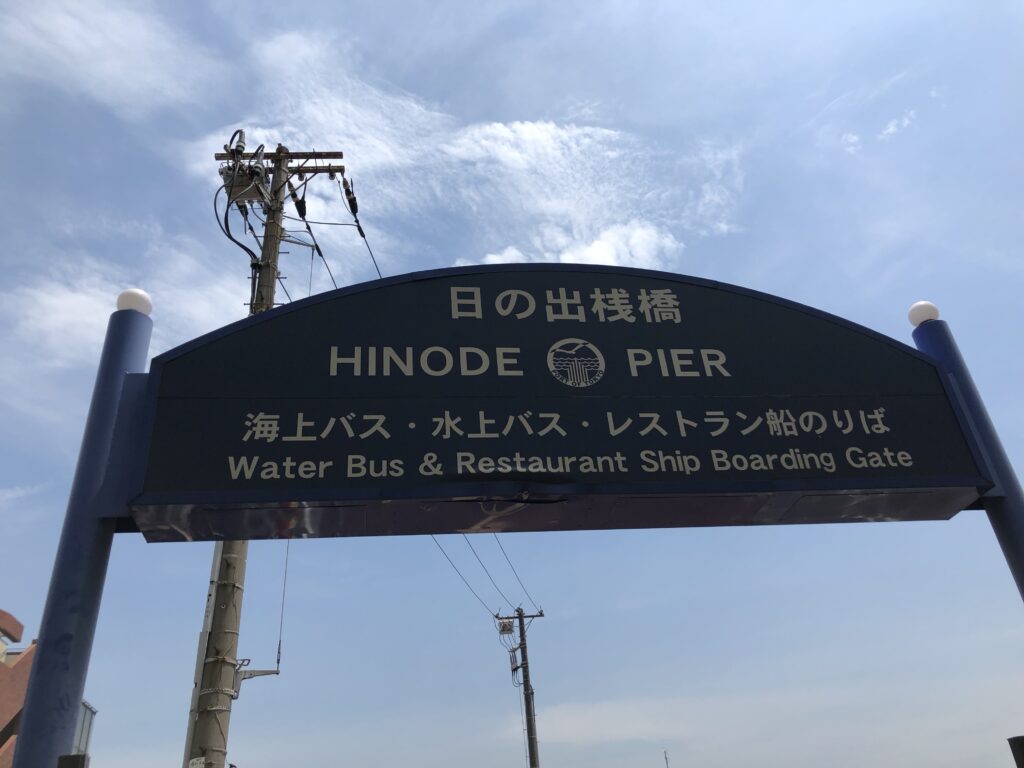 日の出桟橋
HINODE PIER
海上バス・水上バス・レストラン船のりば
Water Bus & Restaurant Ship Boarding Gate